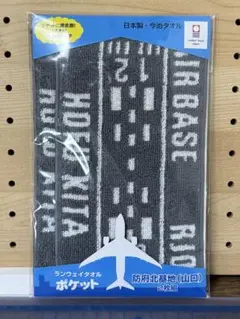 日本製・今治タオル
12
AIR BASE
HOFU KITA
RJO
ランウェイタオル
ポケット
防府北基地(山口)